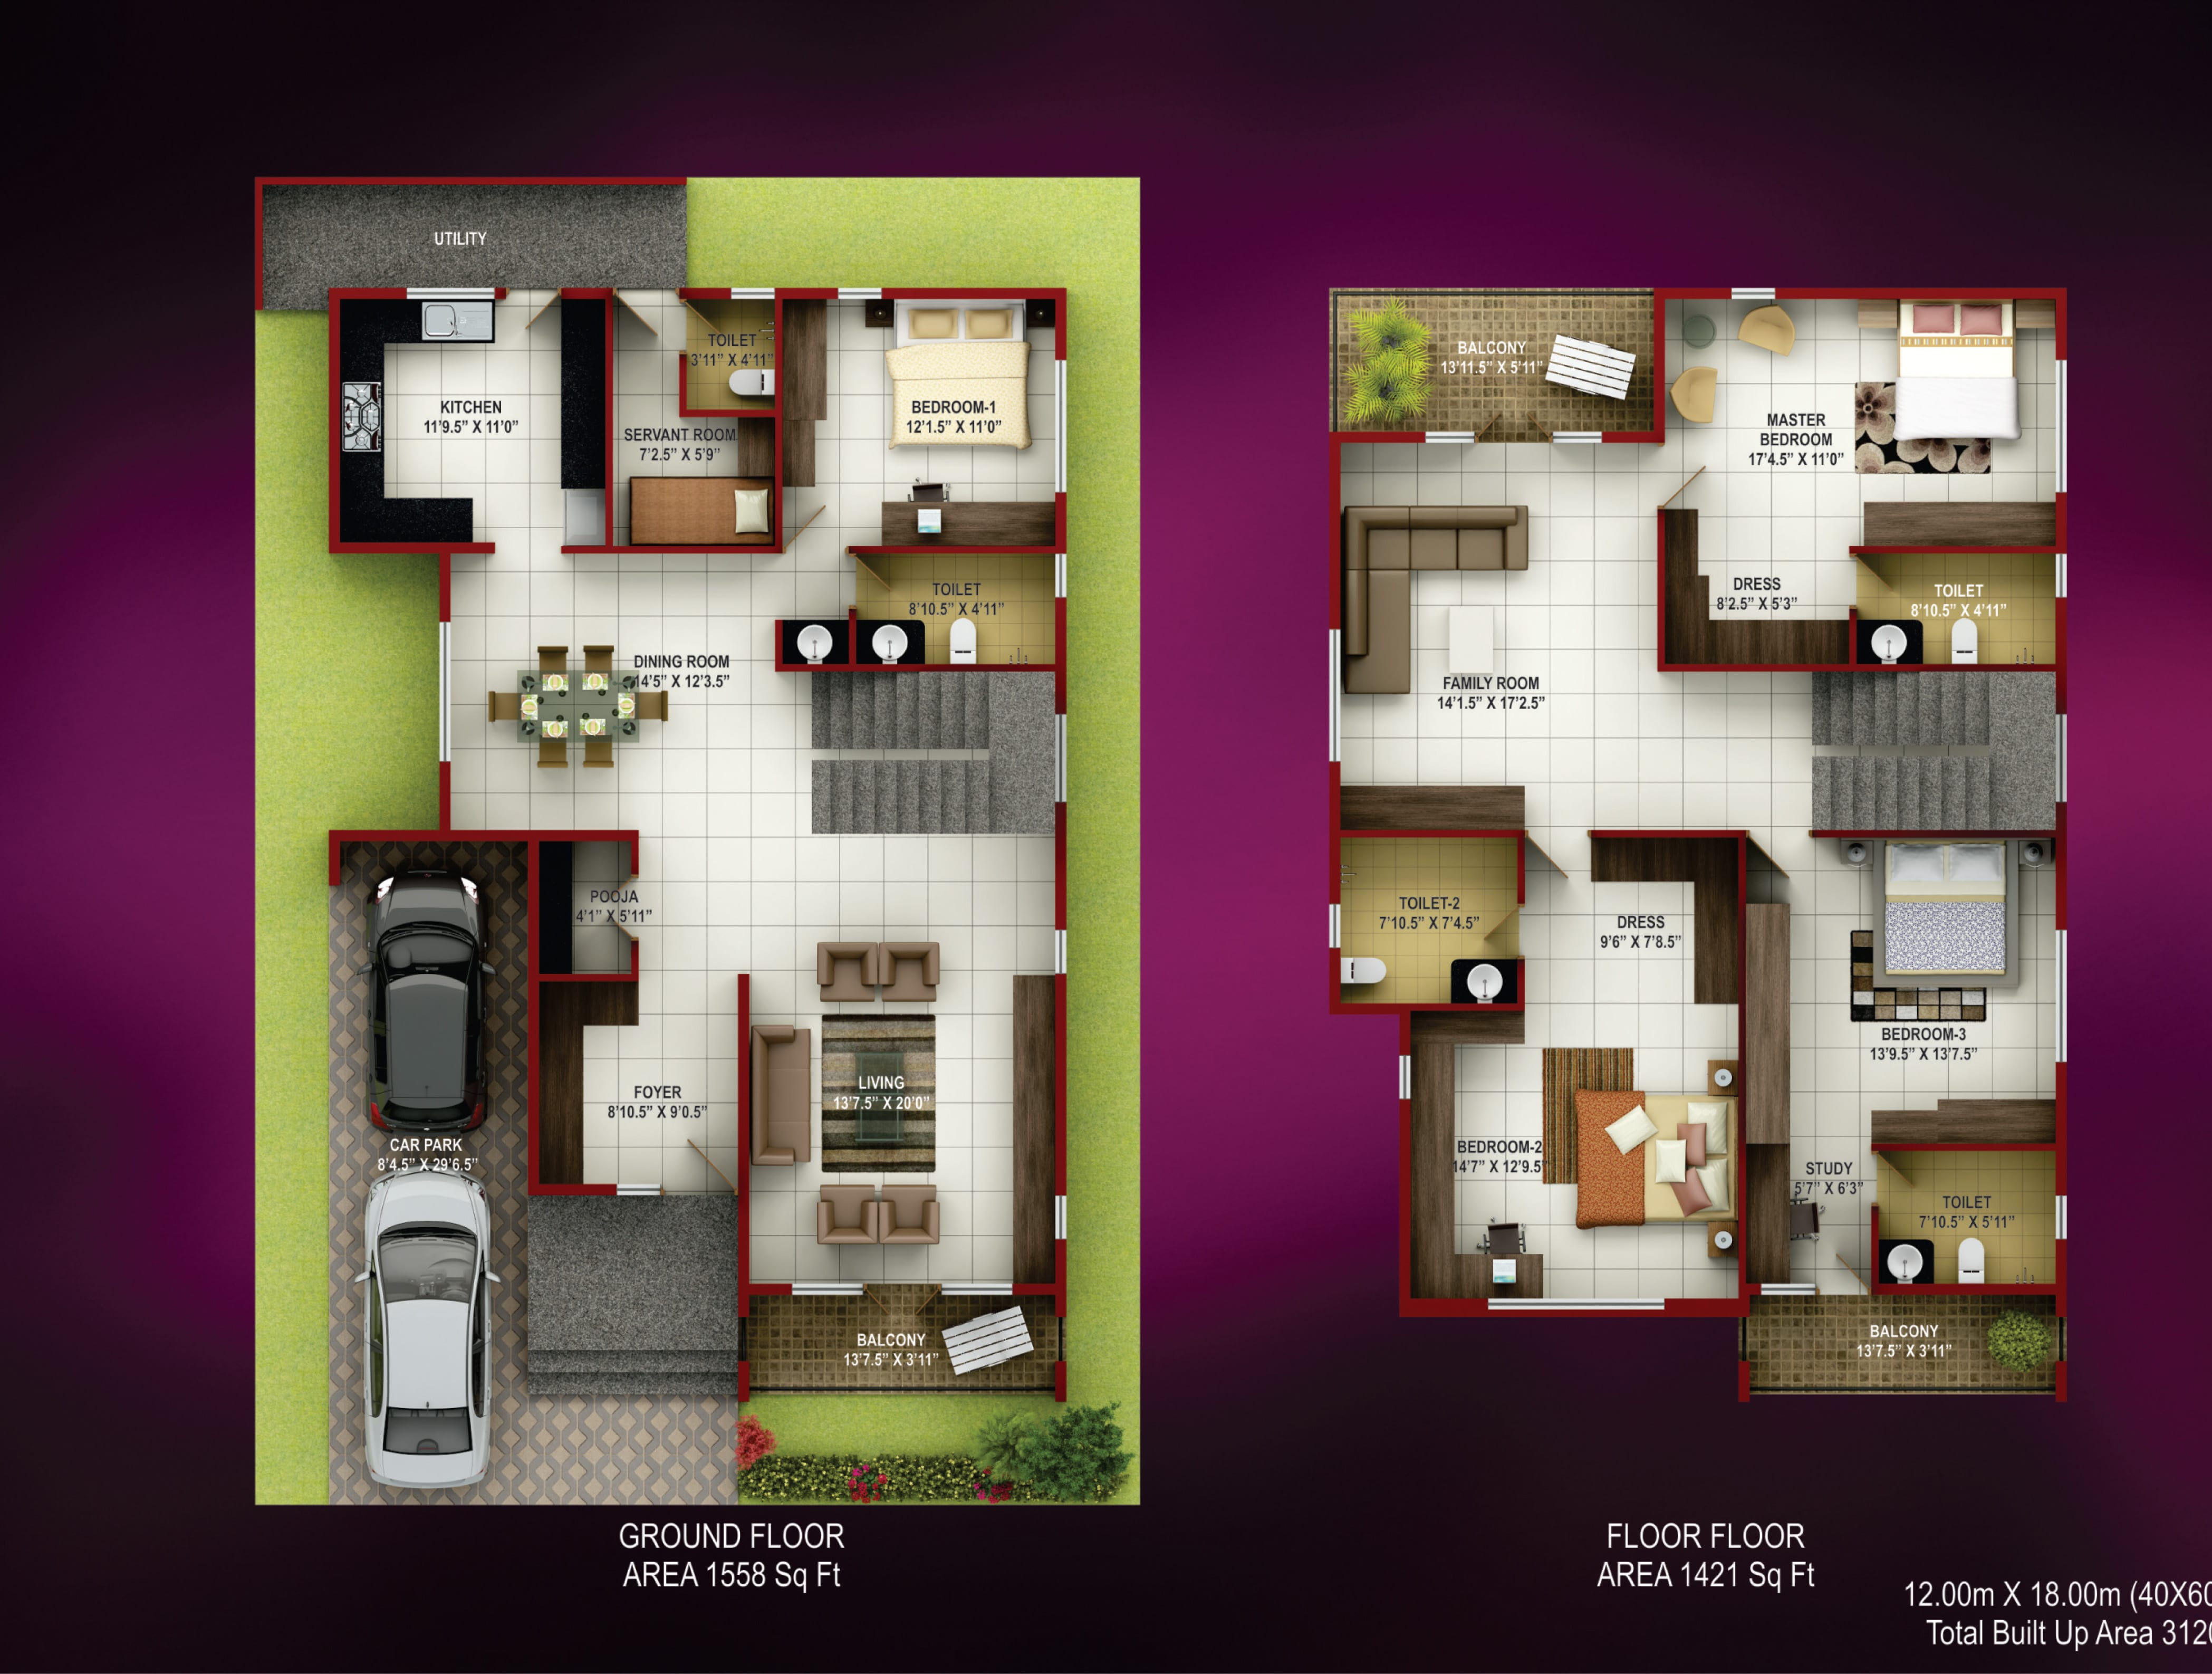 UTILITY
TOILET
3'11” X 4'11”
KITCHEN
11'9.5” X 11'0”
SERVANT ROOM
7'2.5” X 5'9”
BEDROOM-1
12'1.5” X 11'0”
TOILET
8'10.5” X 4'11”
DINING ROOM
14'5” X 12'3.5”
POOJA
4'1” X 5'11”
FOYER
8'10.5” X 9'0.5”
LIVING
13'7.5” X 20'0”
CAR PARK
8'4.5” X 29'6.5”
BALCONY
13'7.5” X 3'11”
GROUND FLOOR
AREA 1558 Sq Ft
BALCONY
13'11.5” X 5'11”
MASTER
BEDROOM
17'4.5” X 11'0”
DRESS
8'2.5” X 5'3”
TOILET
8'10.5” X 4'11”
FAMILY ROOM
14'1.5” X 17'2.5”
TOILET-2
7'10.5” X 7'4.5”
DRESS
9'6” X 7'8.5”
BEDROOM-3
13'9.5” X 13'7.5”
BEDROOM-2
14'7” X 12'9.5”
STUDY
5'7” X 6'3”
TOILET
7'10.5” X 5'11”
BALCONY
13'7.5” X 3'11”
FLOOR FLOOR
AREA 1421 Sq Ft
12.00m X 18.00m (40X60
Total Built Up Area 3120